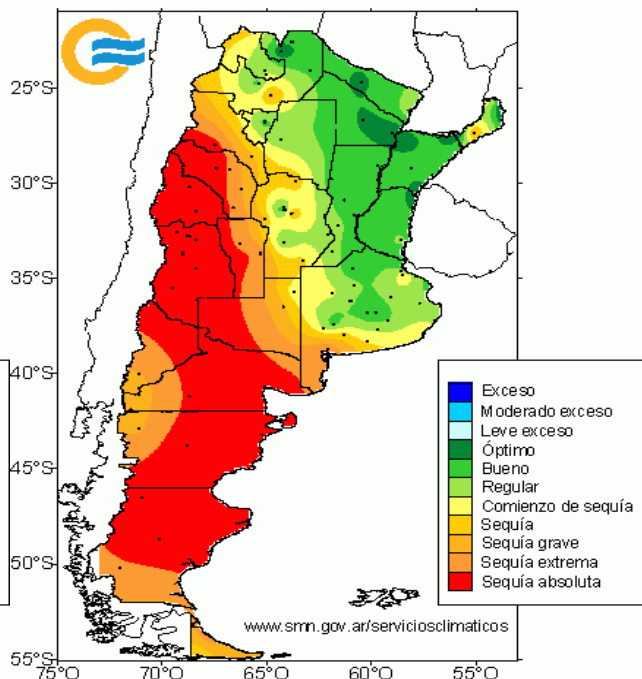 25°S
30°S
35°S
40°S
45°S
50°S
55°S
75°O
70°O
65°O
60°O
55°O
Exceso
Moderado exceso
Leve exceso
Óptimo
Bueno
Regular
Comienzo de sequía
Sequía
Sequía grave
Sequía extrema
Sequía absoluta
www.smn.gov.ar/serviciosclimaticos